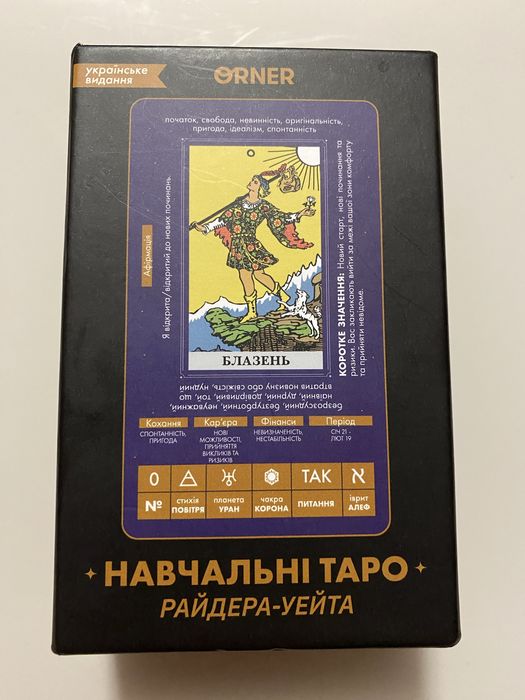 українське
видання
ORNER
початок, свобода, невинність, оригінальність,
пригода, ідеалізм, спонтанність
Афірмація
Я відкрита/відкритий до нових починань.
0
БЛАЗЕНЬ
КОРОТКЕ ЗНАЧЕННЯ: Новий старт, нові починання та
ризики. Вас закликають вийти за межі вашої зони комфорту
та прийняти невідоме.
безрозсудний, безтурботний, неуважний,
наївний, дурний, довірливий, той, що
втратив новизну або свіжість, нудний
Кохання Кар'єра Фінанси Період
СПОНТАННІСТЬ, ПРИГОДА
НОВІ МОЖЛИВОСТІ, ПРИЙНЯТТЯ ВИКЛИКІВ ТА РИЗИКІВ
НЕВИЗНАЧЕНІСТЬ, НЕСТАБІЛЬНІСТЬ
СІЧ 21 - ЛЮТ 19
0 ТАК א
№ стихія ПОВІТРЯ планета УРАН чакра КОРОНА ПИТАННЯ іврит АЛЕФ
НАВЧАЛЬНІ ТАРО
РАЙДЕРА-УЕЙТА